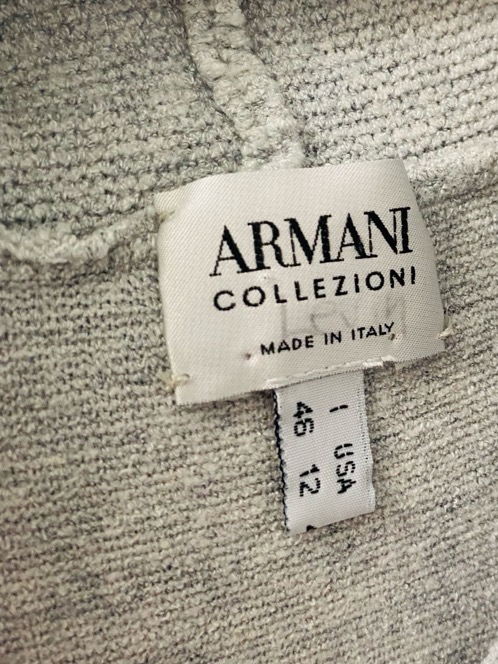 ARMANI
COLLEZIONI
MADE IN ITALY
I USA
46 12